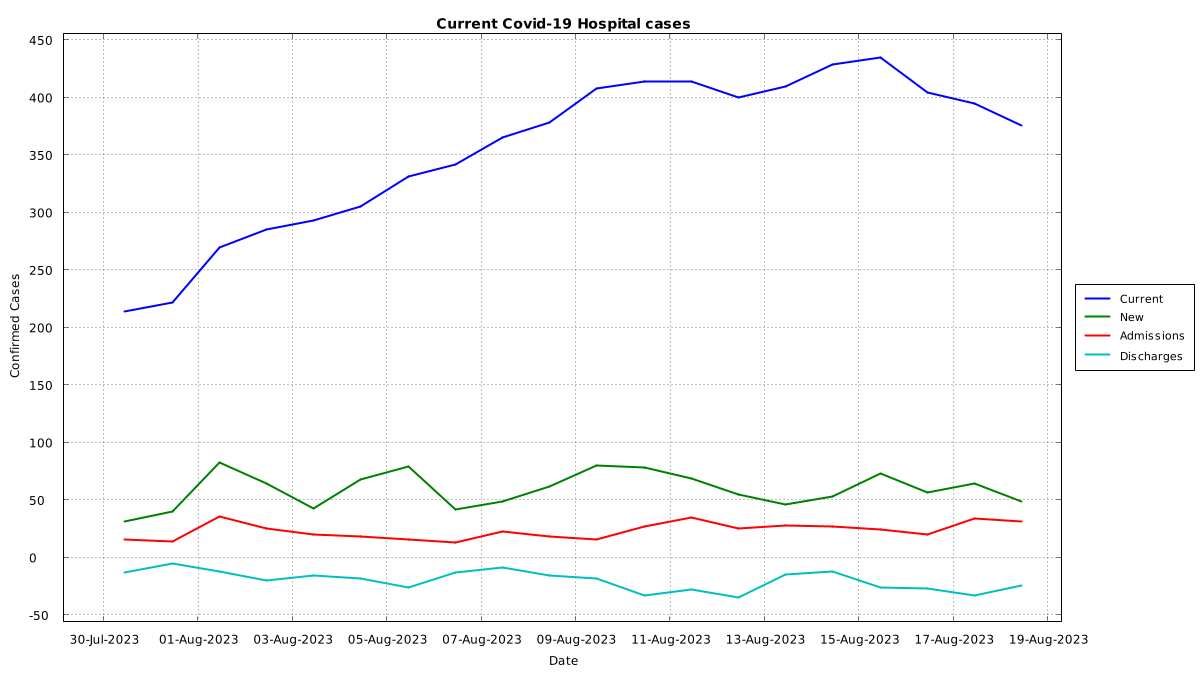 Current Covid-19 Hospital cases
450
400
350
300
250
200
150
100
50
0
-50
Confirmed Cases
30-Jul-2023 01-Aug-2023 03-Aug-2023 05-Aug-2023 07-Aug-2023 09-Aug-2023 11-Aug-2023 13-Aug-2023 15-Aug-2023 17-Aug-2023 19-Aug-2023
Date
Current
New
Admissions
Discharges